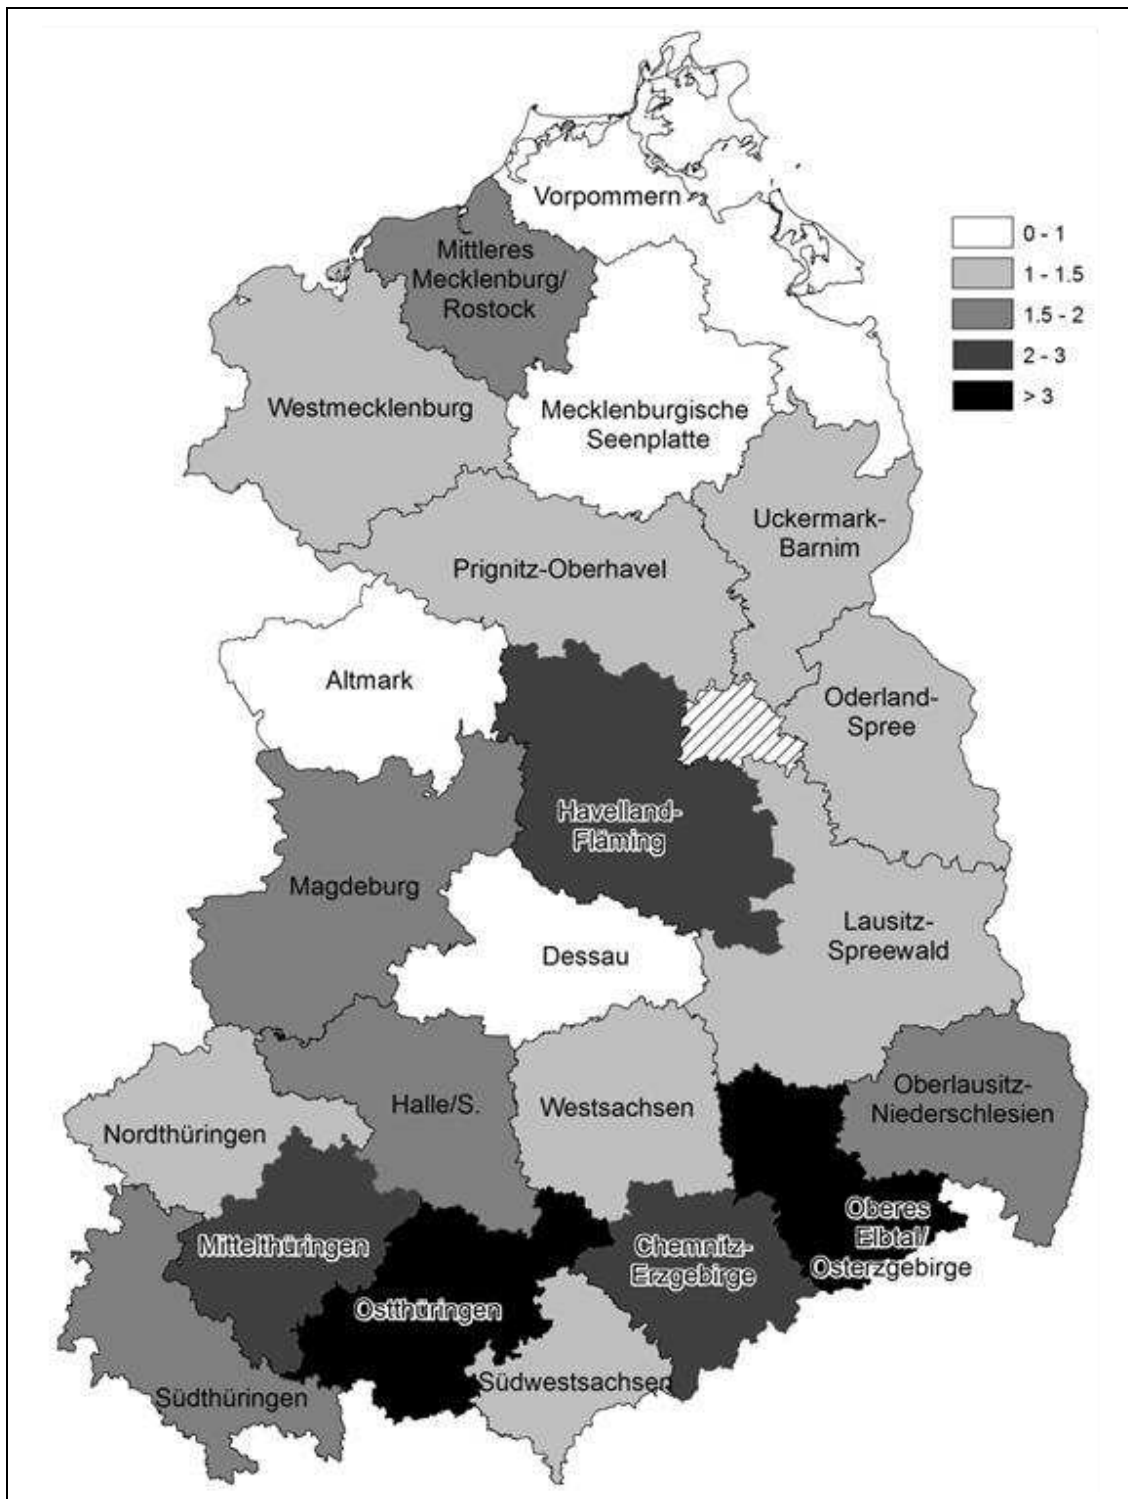 Vorpommern
Mittleres
Mecklenburg/
Rostock
0 - 1
1 - 1.5
1.5 - 2
2 - 3
> 3
Westmecklenburg
Mecklenburgische
Seenplatte
Uckermark-
Barnim
Prignitz-Oberhavel
Altmark
Oderland-
Spree
Havelland-
Fläming
Magdeburg
Lausitz-
Spreewald
Dessau
Oberlausitz-
Niederschlesien
Halle/S.
Westsachsen
Nordthüringen
Oberes
Elbtal/
Osterzgebirge
Mittelthüringen
Chemnitz-
Erzgebirge
Ostthüringen
Südwestsachsen
Südthüringen